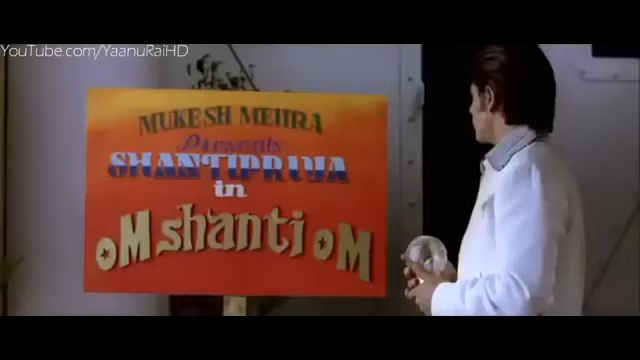 YouTube.com/YaanuRaiHD
MUKESH MEHRA
Presents
SHANTIPRIYA
in
oM shanti oM